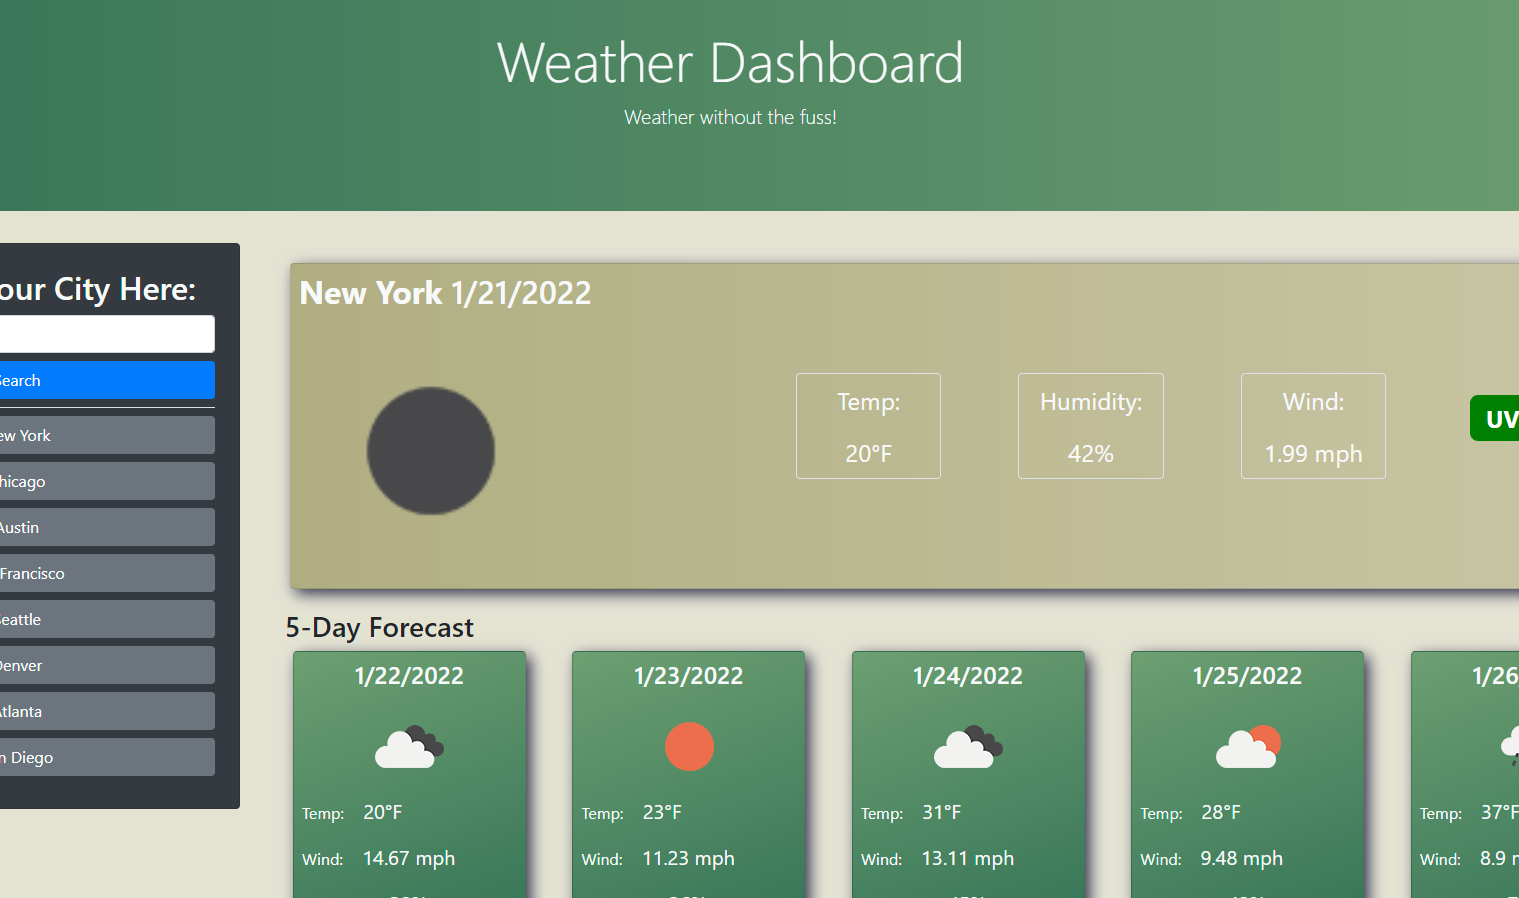 Weather Dashboard
Weather without the fuss!
our City Here:
Search
ew York
hicago
Austin
Francisco
Seattle
Denver
Atlanta
n Diego
New York 1/21/2022
Temp:
20°F
Humidity:
42%
Wind:
1.99 mph
UV
5-Day Forecast
1/22/2022
Temp: 20°F
Wind: 14.67 mph
1/23/2022
Temp: 23°F
Wind: 11.23 mph
1/24/2022
Temp: 31°F
Wind: 13.11 mph
1/25/2022
Temp: 28°F
Wind: 9.48 mph
1/26
Temp: 37°F
Wind: 8.9